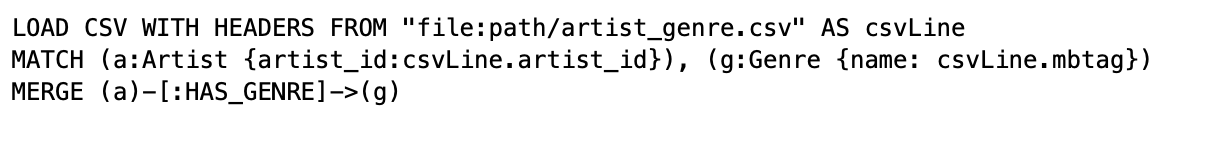 LOAD CSV WITH HEADERS FROM "file:path/artist_genre.csv" AS csvLine
MATCH (a:Artist {artist_id:csvLine.artist_id}), (g:Genre {name: csvLine.mbtag})
MERGE (a)-[:HAS_GENRE]->(g)